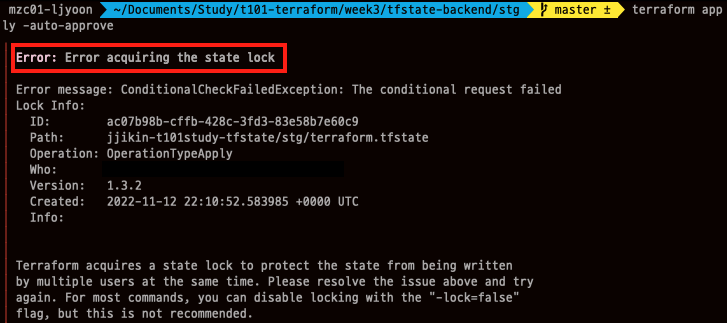 mzc01-ljyoon ~/Documents/Study/t101-terraform/week3/tfstate-backend/stg master ± terraform app
ly -auto-approve
Error: Error acquiring the state lock
Error message: ConditionalCheckFailedException: The conditional request failed
Lock Info:
ID: ac07b98b-cffb-428c-3fd3-83e58b7e60c9
Path: jjikin-t101study-tfstate/stg/terraform.tfstate
Operation: OperationTypeApply
Who:
Version: 1.3.2
Created: 2022-11-12 22:10:52.583985 +0000 UTC
Info:
Terraform acquires a state lock to protect the state from being written
by multiple users at the same time. Please resolve the issue above and try
again. For most commands, you can disable locking with the "-lock=false"
flag, but this is not recommended.